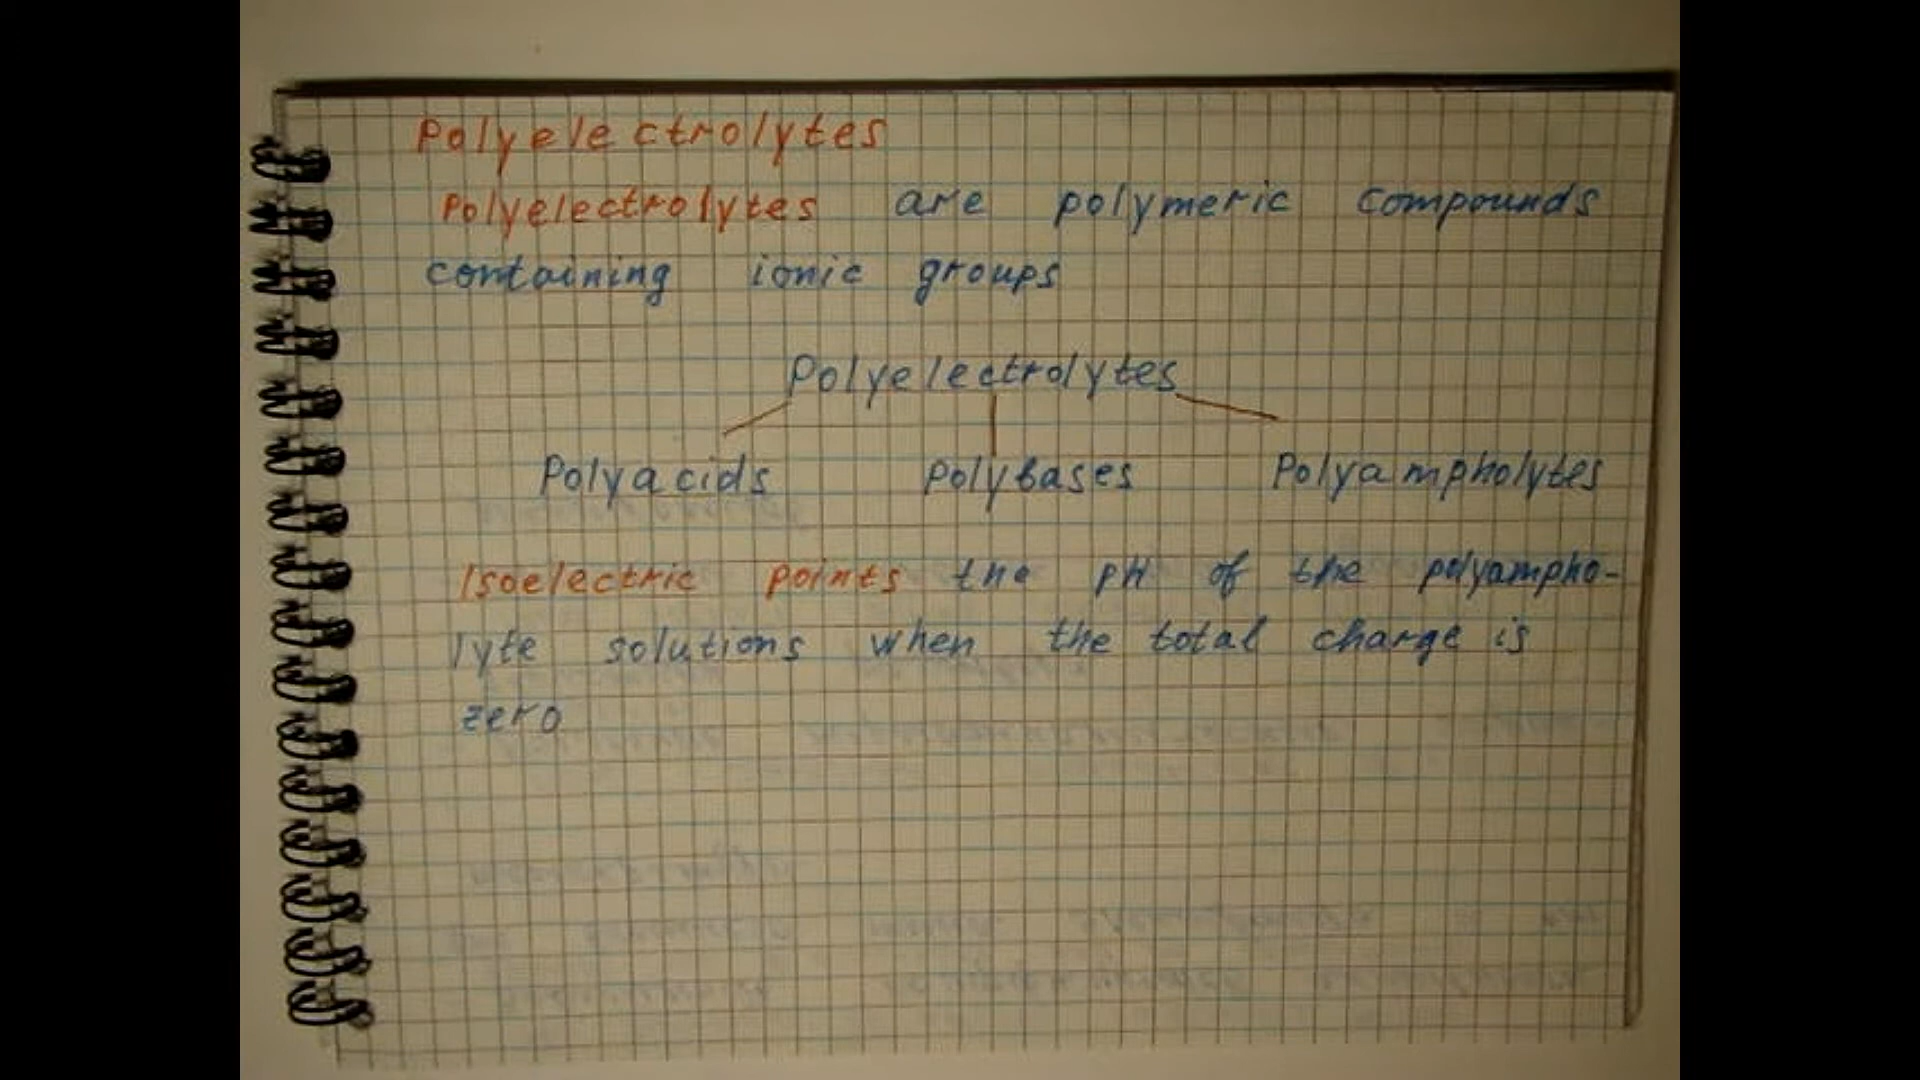 Polyelectrolytes
Polyelectrolytes are polymeric compounds
containing ionic groups
Polyelectrolytes
Polyacids Polybases Polyampholytes
Isoelectric points the pH of the polyampho-
lyte solutions when the total charge is
zero